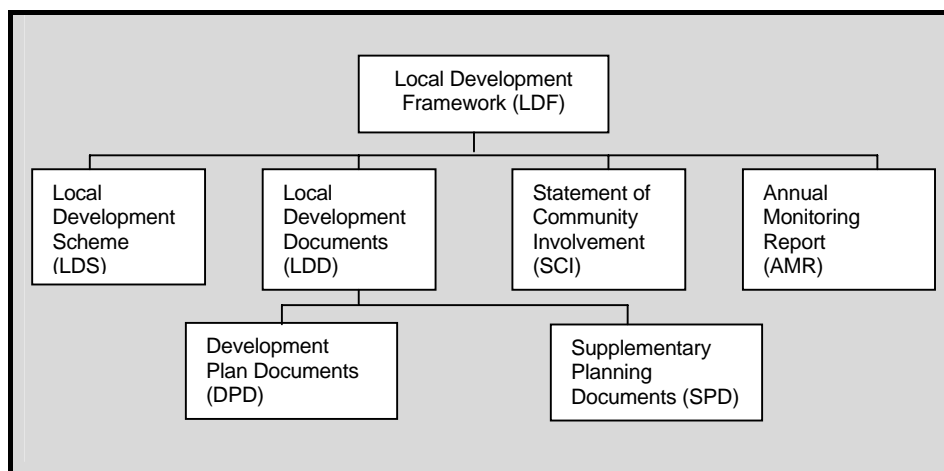 Local Development
Framework (LDF)
Local
Development
Scheme
(LDS)
Local
Development
Documents
(LDD)
Statement of
Community
Involvement
(SCI)
Annual
Monitoring
Report
(AMR)
Development
Plan Documents
(DPD)
Supplementary
Planning
Documents (SPD)